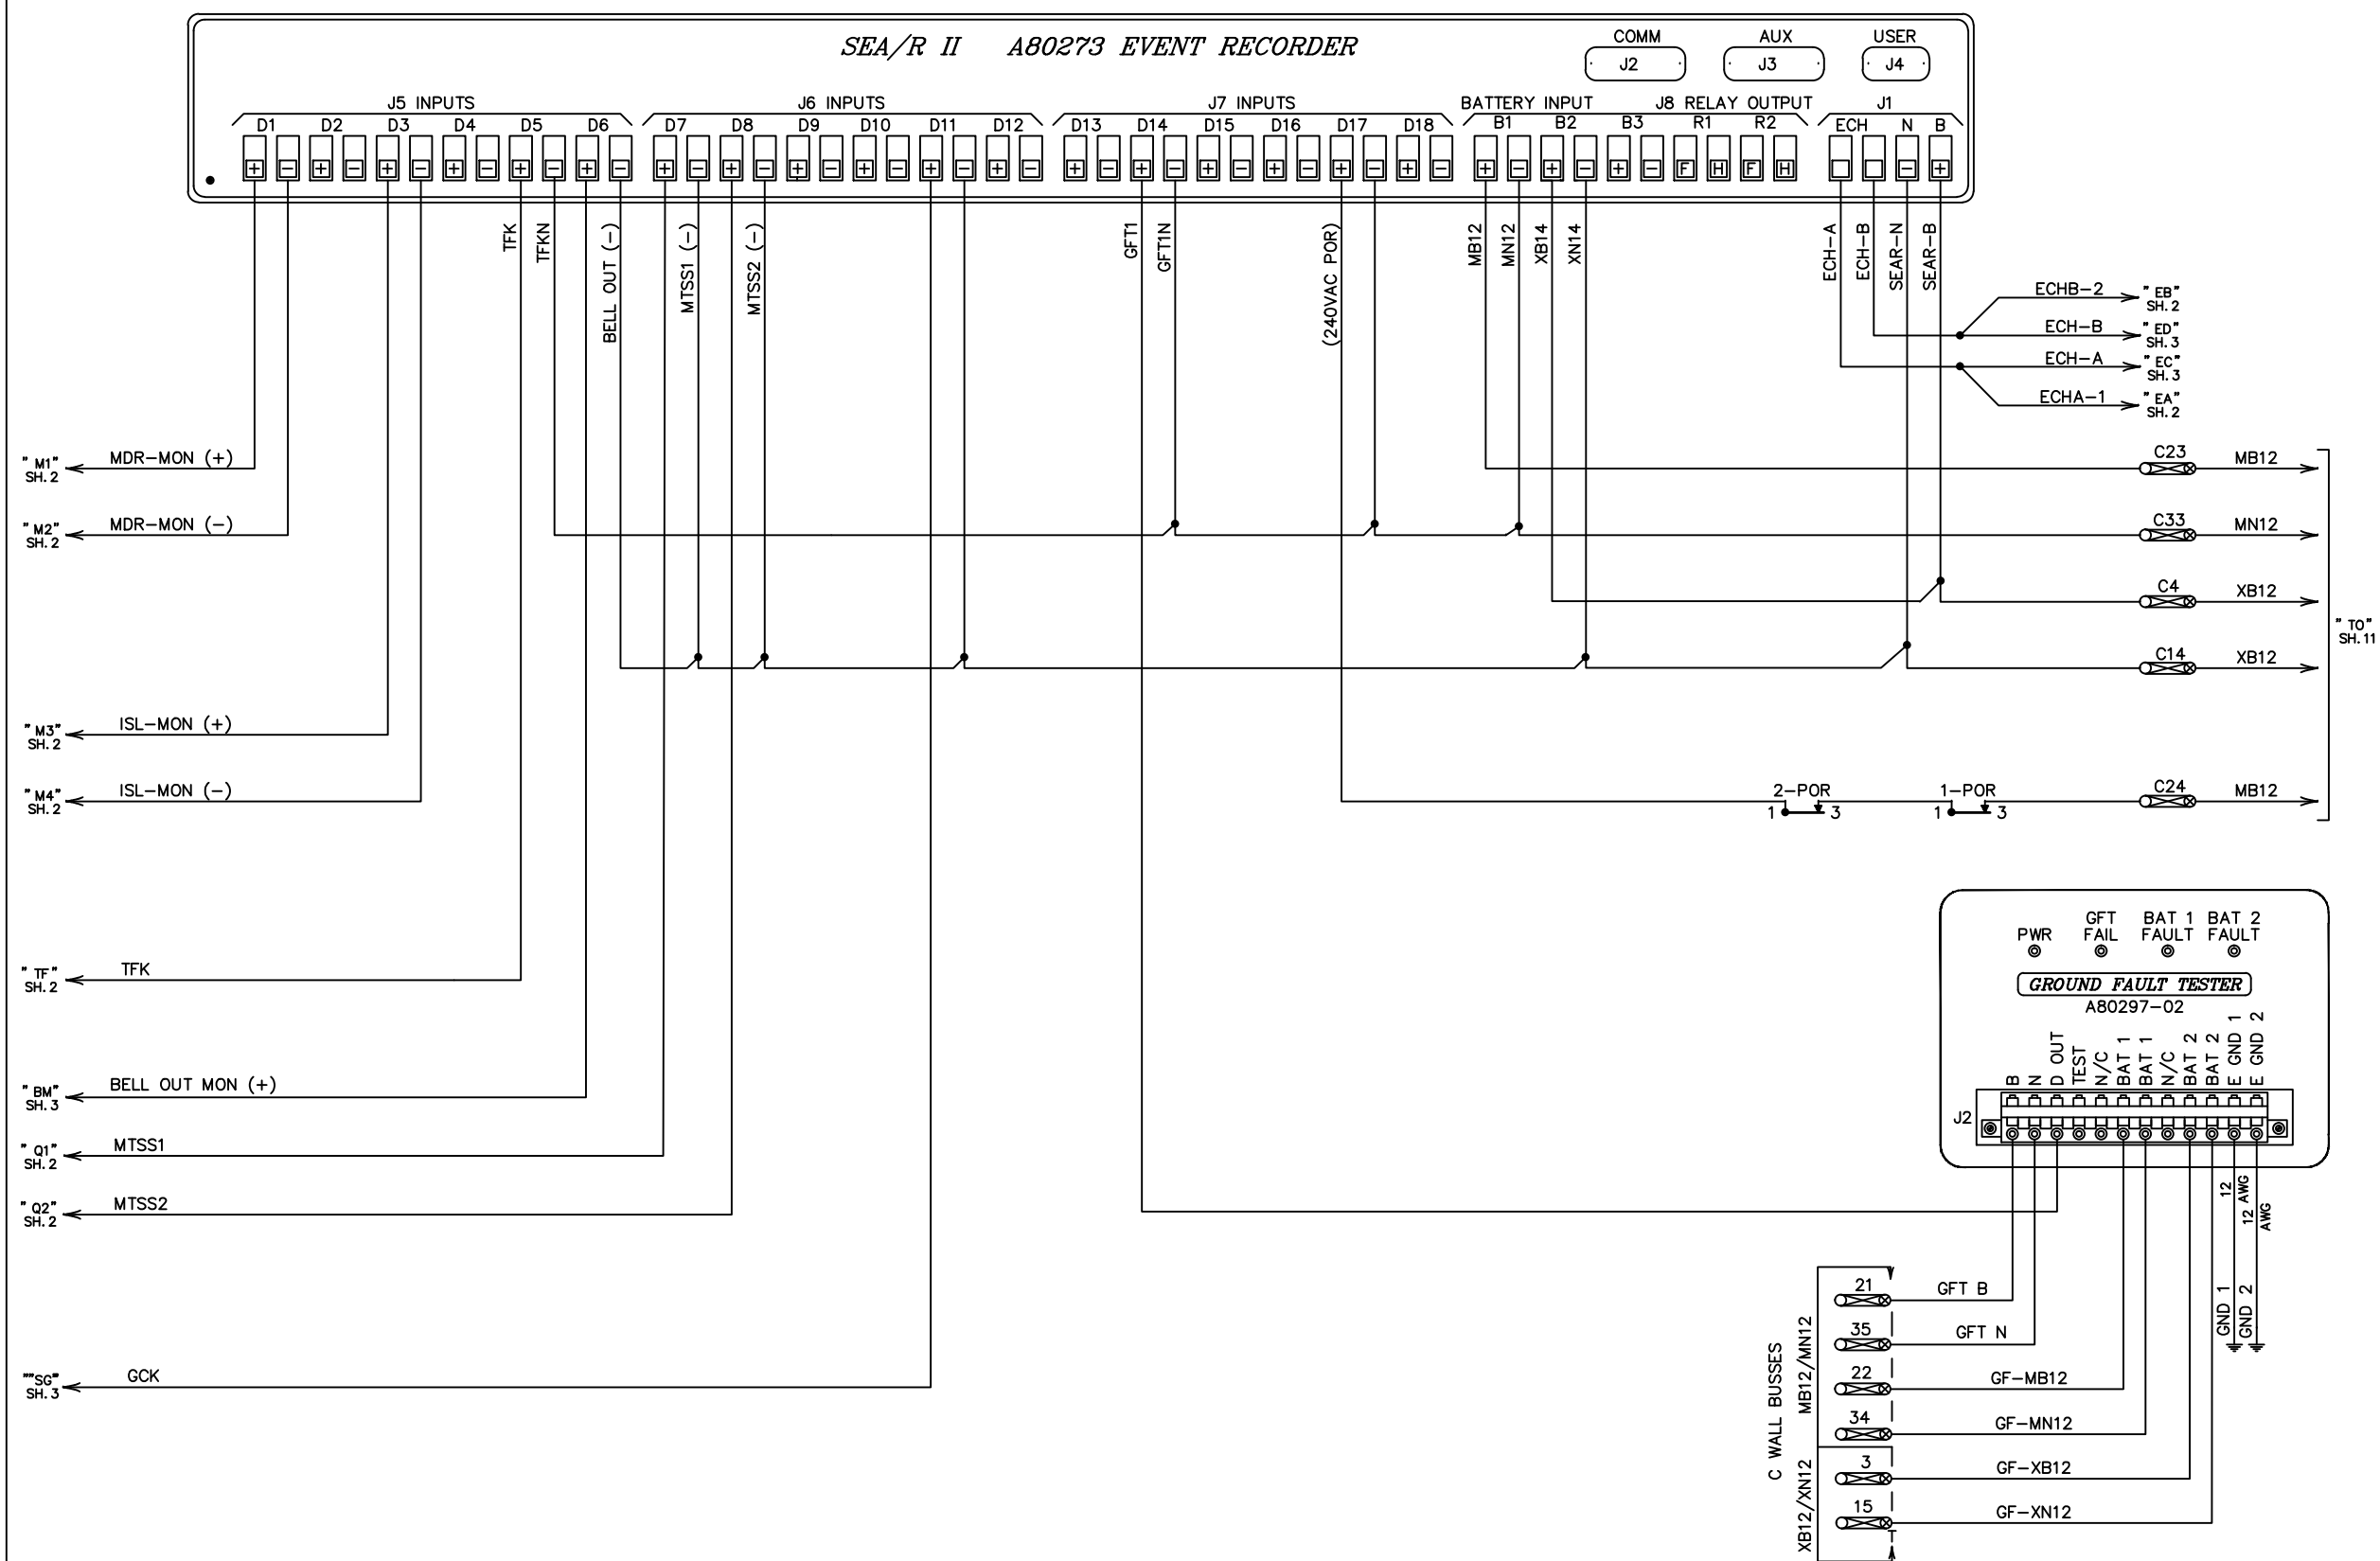 SEA/R II A80273 EVENT RECORDER
COMM AUX USER
J2 J3 J4
J5 INPUTS J6 INPUTS J7 INPUTS BATTERY INPUT J8 RELAY OUTPUT J1
D1 D2 D3 D4 D5 D6 D7 D8 D9 D10 D11 D12 D13 D14 D15 D16 D17 D18 B1 B2 B3 R1 R2 ECH N B
+ - + - + - + - + - + - + - + - + - + - + - + - + - + - + - + - + - + - + - + - + - F H F H - +
TFK
TFKN
BELL OUT (-)
MTSS1 (-)
MTSS2 (-)
GFT1
GFT1N
(240VAC POR)
MB12
MN12
XB14
XN14
ECH-A
ECH-B
SEAR-N
SEAR-B
ECHB-2 "EB"
SH.2
ECH-B "ED"
SH.3
ECH-A "EC"
SH.3
ECHA-1 "EA"
SH.2
"M1"
SH.2 MDR-MON (+)
C23 MB12
"M2"
SH.2 MDR-MON (-)
C33 MN12
C4 XB12
"TO"
SH.11
C14 XB12
"M3"
SH.2 ISL-MON (+)
"M4"
SH.2 ISL-MON (-)
2-POR
1 3
1-POR
1 3
C24 MB12
"TF"
SH.2 TFK
"BM"
SH.3 BELL OUT MON (+)
"Q1"
SH.2 MTSS1
"Q2"
SH.2 MTSS2
""SG"
SH.3 GCK
PWR
GFT
FAIL
BAT 1
FAULT
BAT 2
FAULT
GROUND FAULT TESTER
A80297-02
B
N
D OUT
TEST
N/C
BAT 1
BAT 1
N/C
BAT 2
BAT 2
E GND 1
E GND 2
J2
12
AWG
12
AWG
GND 1
GND 2
C WALL BUSSES
MB12/MN12
XB12/XN12
21 GFT B
35 GFT N
22 GF-MB12
34 GF-MN12
3 GF-XB12
15 GF-XN12